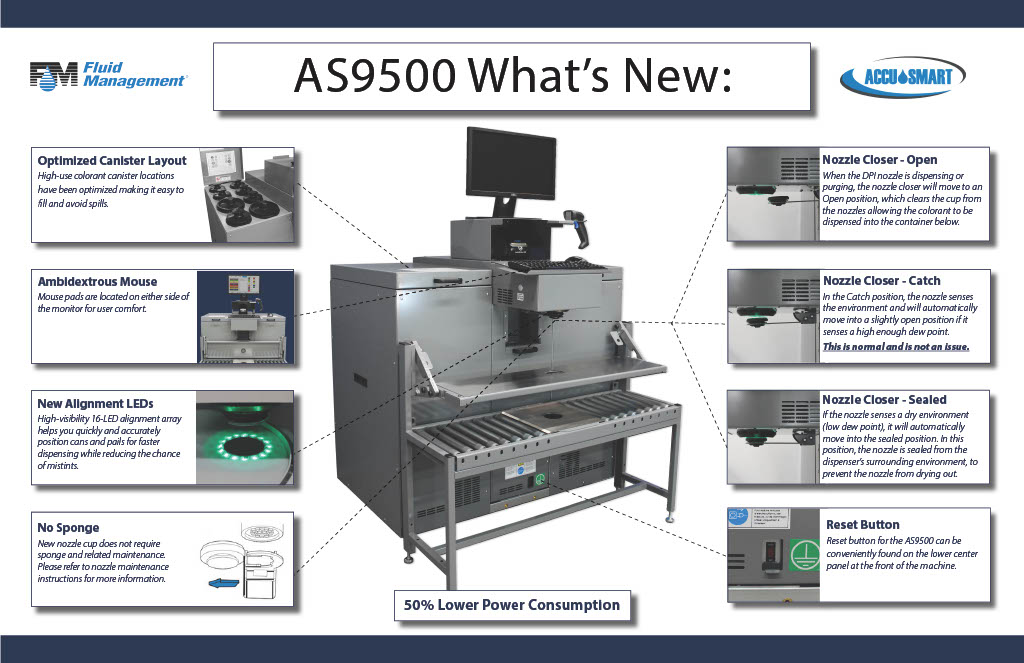 FM Fluid
Management
AS9500 What's New:
ACCU SMART
Optimized Canister Layout
High-use colorant canister locations
have been optimized making it easy to
fill and avoid spills.
Ambidextrous Mouse
Mouse pads are located on either side of
the monitor for user comfort.
New Alignment LEDs
High-visibility 16-LED alignment array
helps you quickly and accurately
position cans and pails for faster
dispensing while reducing the chance
of mistints.
No Sponge
New nozzle cup does not require
sponge and related maintenance.
Please refer to nozzle maintenance
instructions for more information.
50% Lower Power Consumption
Nozzle Closer - Open
When the DPI nozzle is dispensing or
purging, the nozzle closer will move to an
Open position, which clears the cup from
the nozzles allowing the colorant to be
dispensed into the container below.
Nozzle Closer - Catch
In the Catch position, the nozzle senses
the environment and will automatically
move into a slightly open position if it
senses a high enough dew point.
This is normal and is not an issue.
Nozzle Closer - Sealed
If the nozzle senses a dry environment
(low dew point), it will automatically
move into the sealed position. In this
position, the nozzle is sealed from the
dispenser's surrounding environment, to
prevent the nozzle from drying out.
Reset Button
Reset button for the AS9500 can be
conveniently found on the lower center
panel at the front of the machine.